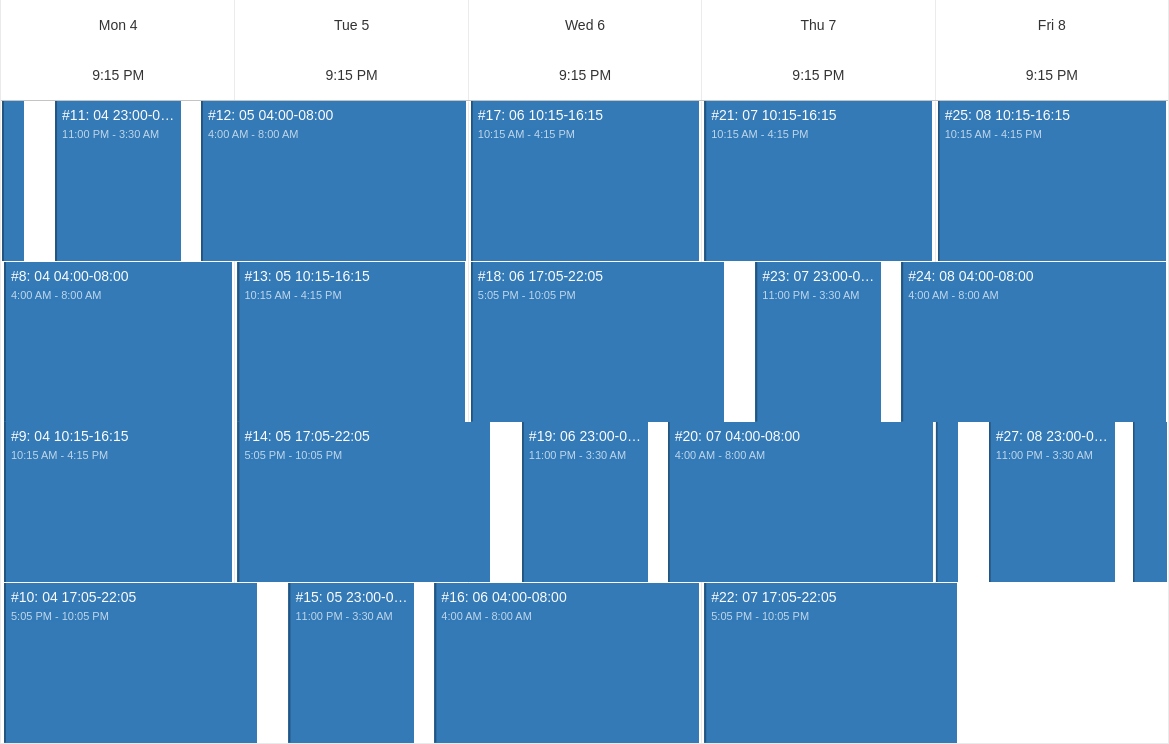 Mon 4
Tue 5
Wed 6
Thu 7
Fri 8
9:15 PM
9:15 PM
9:15 PM
9:15 PM
9:15 PM
#11: 04 23:00-0…
11:00 PM - 3:30 AM
#12: 05 04:00-08:00
4:00 AM - 8:00 AM
#17: 06 10:15-16:15
10:15 AM - 4:15 PM
#21: 07 10:15-16:15
10:15 AM - 4:15 PM
#25: 08 10:15-16:15
10:15 AM - 4:15 PM
#8: 04 04:00-08:00
4:00 AM - 8:00 AM
#13: 05 10:15-16:15
10:15 AM - 4:15 PM
#18: 06 17:05-22:05
5:05 PM - 10:05 PM
#23: 07 23:00-0…
11:00 PM - 3:30 AM
#24: 08 04:00-08:00
4:00 AM - 8:00 AM
#9: 04 10:15-16:15
10:15 AM - 4:15 PM
#14: 05 17:05-22:05
5:05 PM - 10:05 PM
#19: 06 23:00-0…
11:00 PM - 3:30 AM
#20: 07 04:00-08:00
4:00 AM - 8:00 AM
#27: 08 23:00-0…
11:00 PM - 3:30 AM
#10: 04 17:05-22:05
5:05 PM - 10:05 PM
#15: 05 23:00-0…
11:00 PM - 3:30 AM
#16: 06 04:00-08:00
4:00 AM - 8:00 AM
#22: 07 17:05-22:05
5:05 PM - 10:05 PM